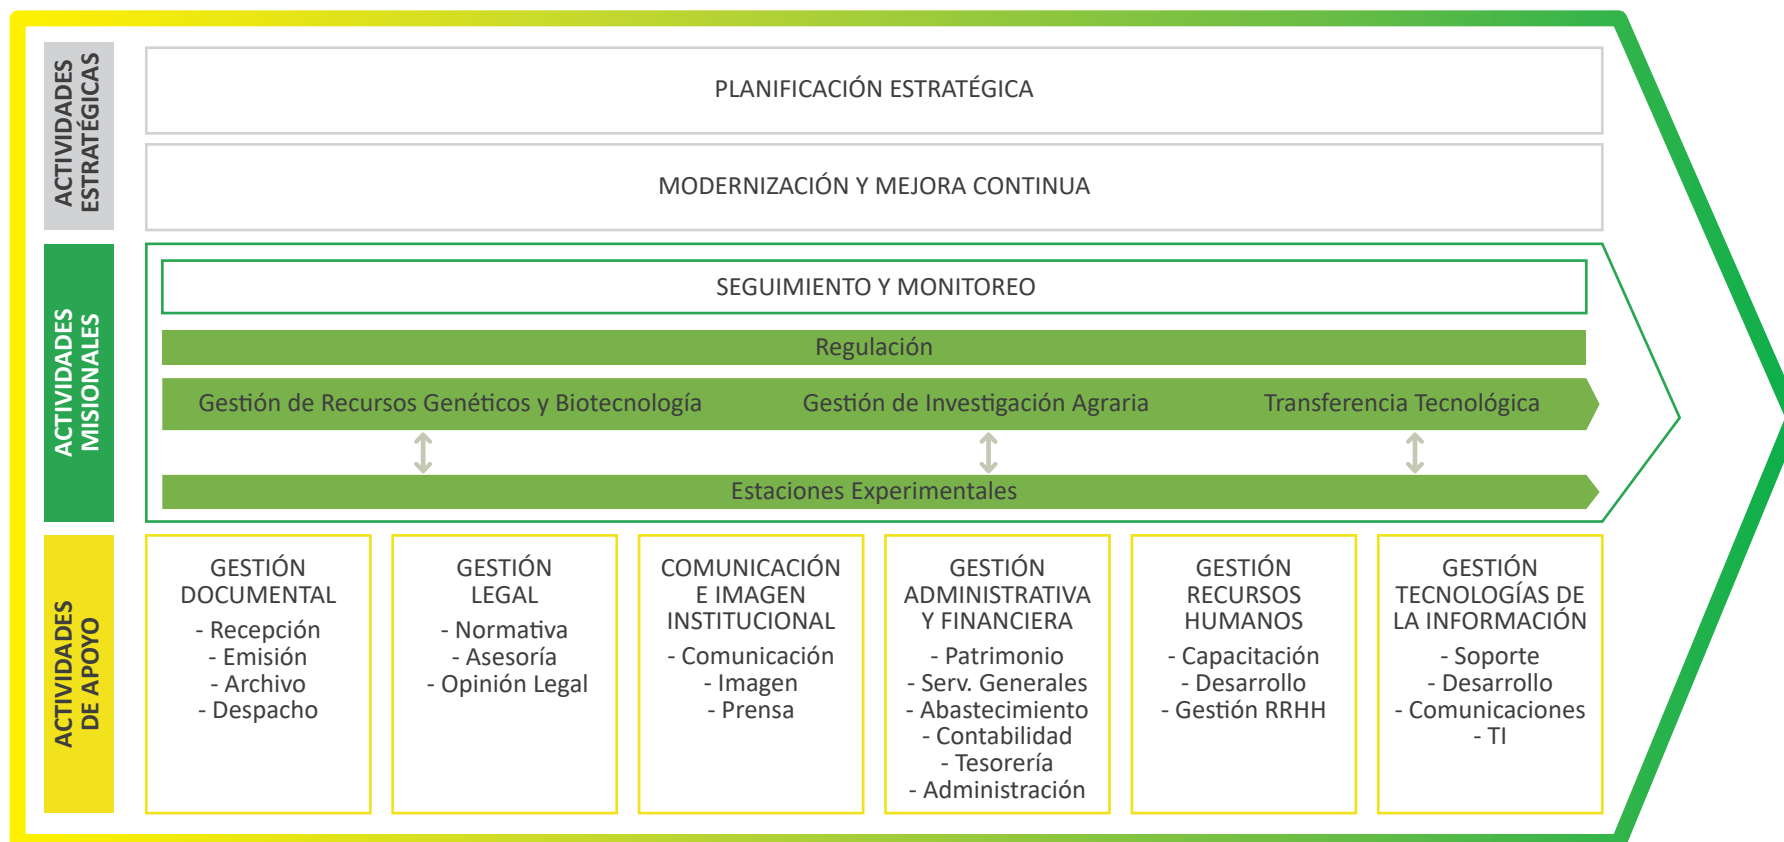 ACTIVIDADES
ESTRATÉGICAS
PLANIFICACIÓN ESTRATÉGICA
MODERNIZACIÓN Y MEJORA CONTINUA
ACTIVIDADES
MISIONALES
SEGUIMIENTO Y MONITOREO
Regulación
Gestión de Recursos Genéticos y Biotecnología
Gestión de Investigación Agraria
Transferencia Tecnológica
Estaciones Experimentales
ACTIVIDADES
DE APOYO
GESTIÓN
DOCUMENTAL
- Recepción
- Emisión
- Archivo
- Despacho
GESTIÓN
LEGAL
- Normativa
- Asesoría
- Opinión Legal
COMUNICACIÓN
E IMAGEN
INSTITUCIONAL
- Comunicación
- Imagen
- Prensa
GESTIÓN
ADMINISTRATIVA
Y FINANCIERA
- Patrimonio
- Serv. Generales
- Abastecimiento
- Contabilidad
- Tesorería
- Administración
GESTIÓN
RECURSOS
HUMANOS
- Capacitación
- Desarrollo
- Gestión RRHH
GESTIÓN
TECNOLOGÍAS DE
LA INFORMACIÓN
- Soporte
- Desarrollo
- Comunicaciones
- TI